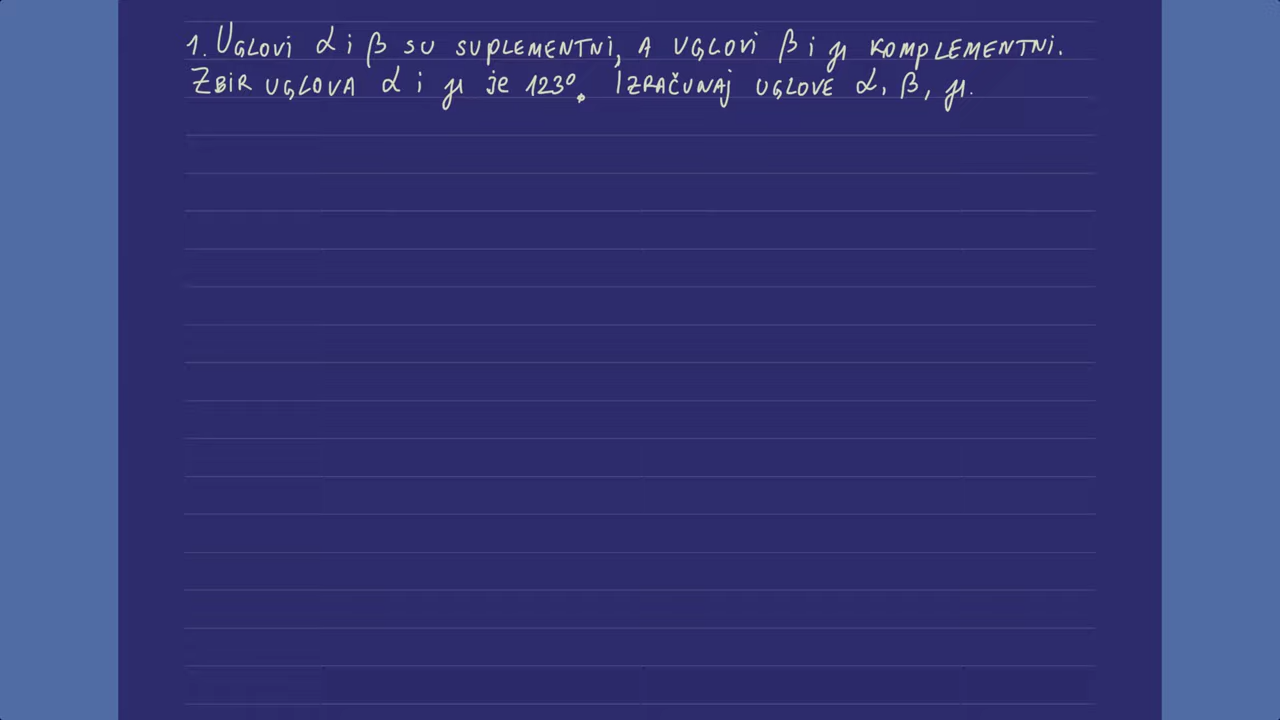 1. Uglovi α i β su suplementni, a uglovi β i γ komplementni.
Zbir uglova α i γ je 123°. Izračunaj uglove α, β, γ.